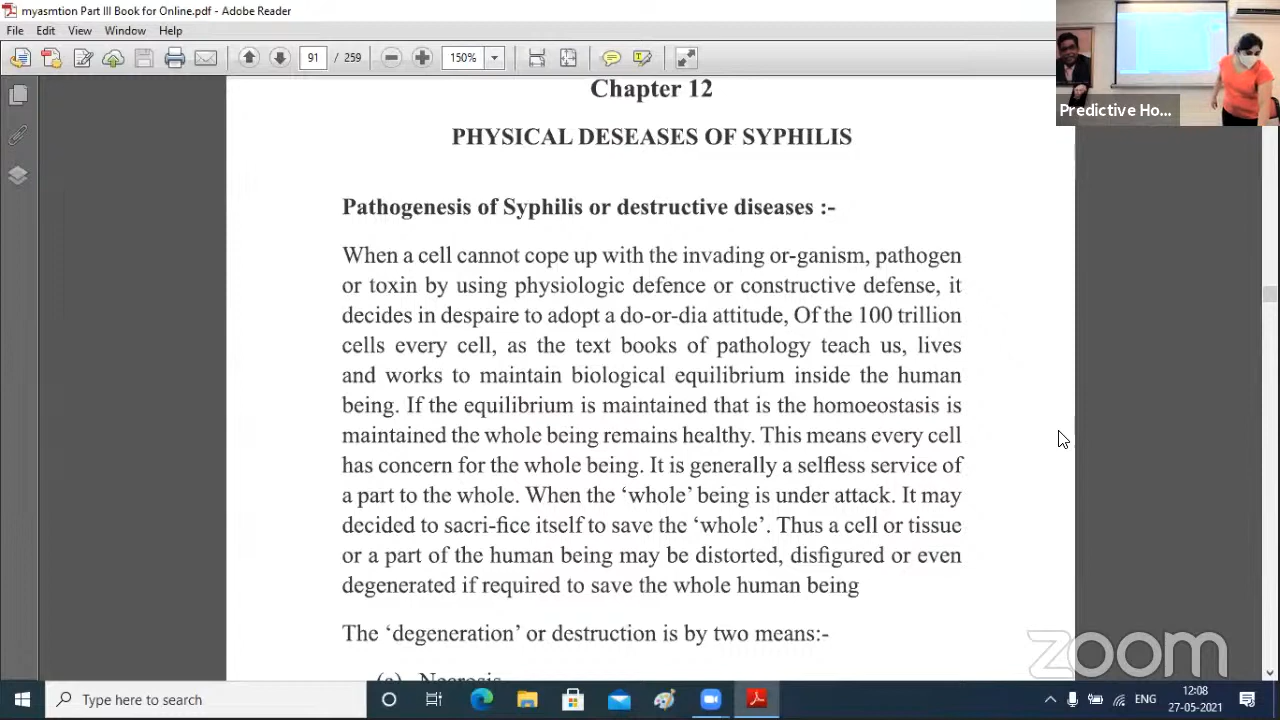 myasmtion Part III Book for Online.pdf - Adobe Reader
File Edit View Window Help
91 / 259 150%
Predictive Ho...
Chapter 12
PHYSICAL DESEASES OF SYPHILIS
Pathogenesis of Syphilis or destructive diseases :-
When a cell cannot cope up with the invading or-ganism, pathogen
or toxin by using physiologic defence or constructive defense, it
decides in despaire to adopt a do-or-dia attitude, Of the 100 trillion
cells every cell, as the text books of pathology teach us, lives
and works to maintain biological equilibrium inside the human
being. If the equilibrium is maintained that is the homoeostasis is
maintained the whole being remains healthy. This means every cell
has concern for the whole being. It is generally a selfless service of
a part to the whole. When the ‘whole’ being is under attack. It may
decided to sacri-fice itself to save the ‘whole’. Thus a cell or tissue
or a part of the human being may be distorted, disfigured or even
degenerated if required to save the whole human being
The ‘degeneration’ or destruction is by two means:-
(a) Necrosis
zoom
Type here to search
ENG
12:08
27-05-2021